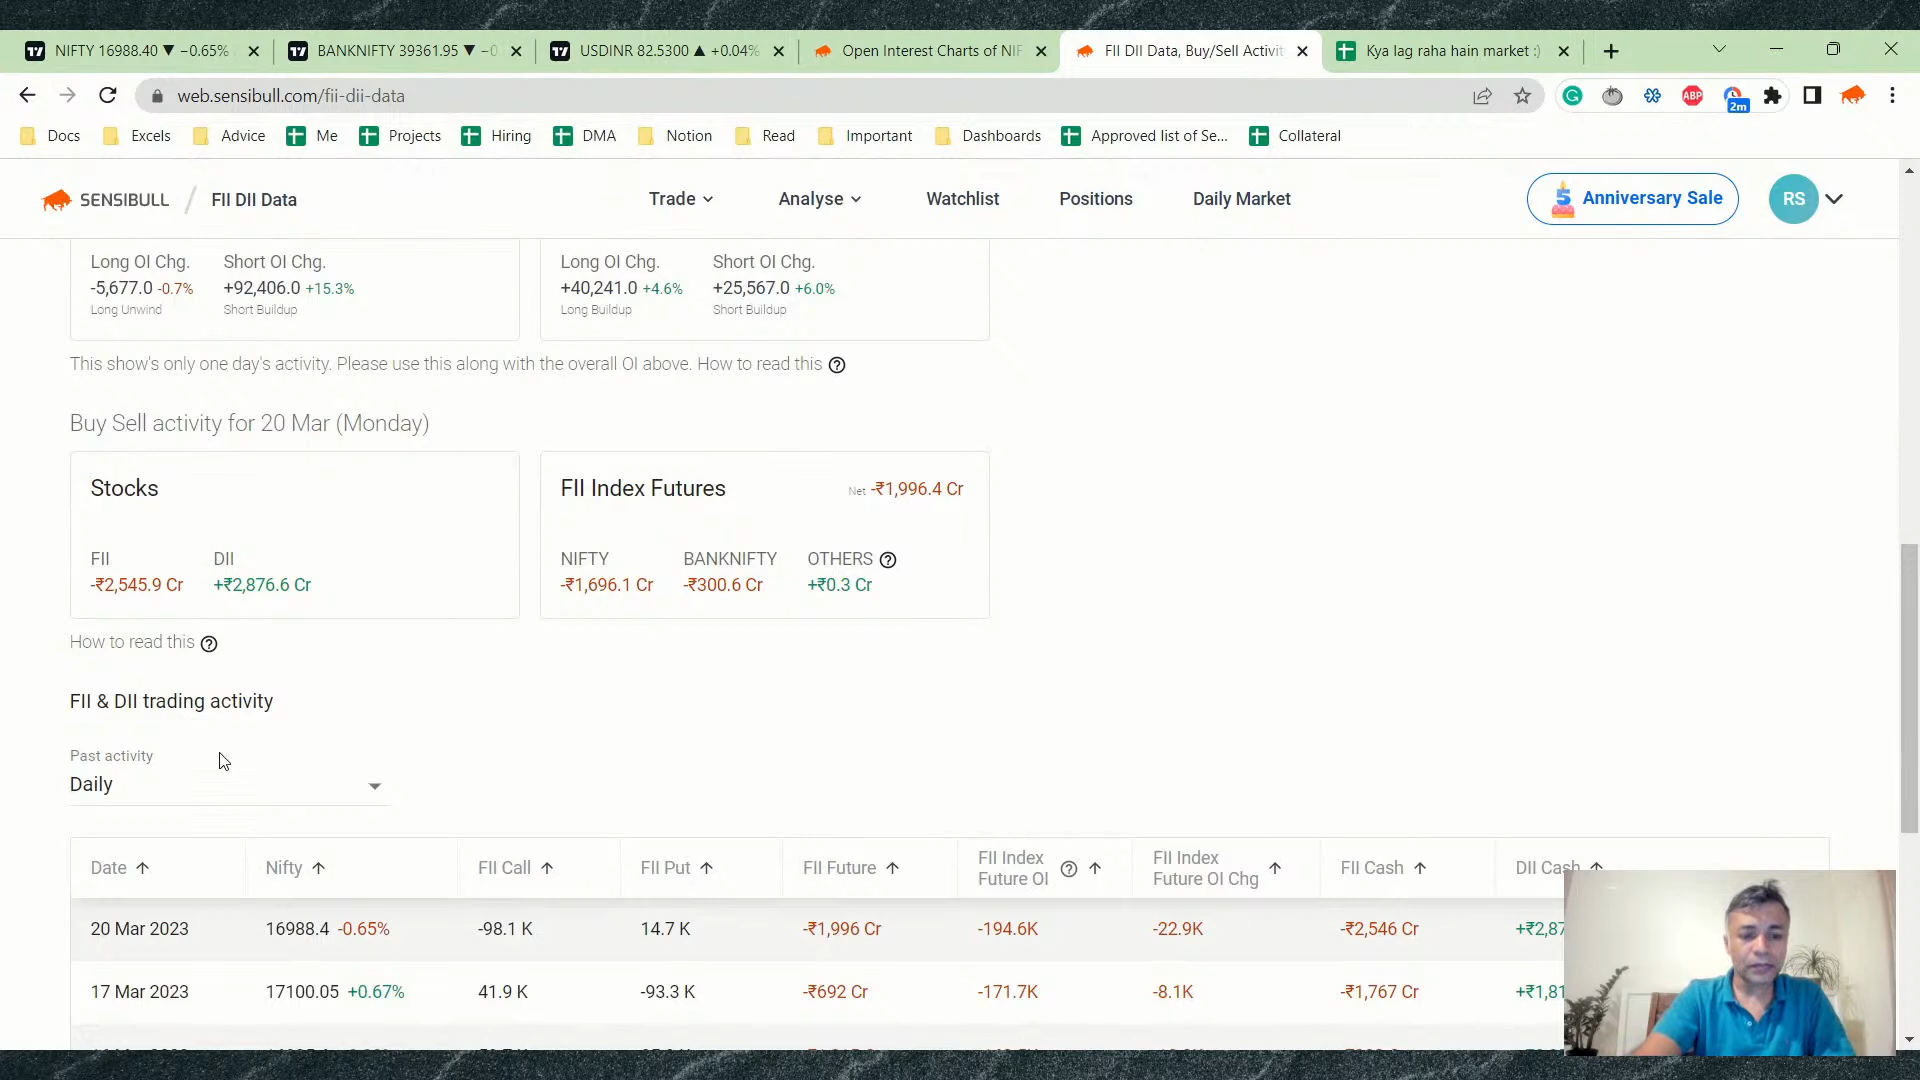 NIFTY 16988.40 ▼ −0.65%
BANKNIFTY 39361.95 ▼ −0
USDINR 82.5300 ▲ +0.04%
Open Interest Charts of NIF
FII DII Data, Buy/Sell Activit
Kya lag raha hain market :)
web.sensibull.com/fii-dii-data
ABP
2m
Docs
Excels
Advice
Me
Projects
Hiring
DMA
Notion
Read
Important
Dashboards
Approved list of Se...
Collateral
SENSIBULL / FII DII Data
Trade
Analyse
Watchlist
Positions
Daily Market
5 Anniversary Sale
RS
Long OI Chg. Short OI Chg.
-5,677.0 -0.7% +92,406.0 +15.3%
Long Unwind Short Buildup
Long OI Chg. Short OI Chg.
+40,241.0 +4.6% +25,567.0 +6.0%
Long Buildup Short Buildup
This show's only one day's activity. Please use this along with the overall OI above. How to read this ?
Buy Sell activity for 20 Mar (Monday)
Stocks
FII DII
-₹2,545.9 Cr +₹2,876.6 Cr
FII Index Futures Net -₹1,996.4 Cr
NIFTY BANKNIFTY OTHERS ?
-₹1,696.1 Cr -₹300.6 Cr +₹0.3 Cr
How to read this ?
FII & DII trading activity
Past activity
Daily
Date ↑ Nifty ↑ FII Call ↑ FII Put ↑ FII Future ↑ FII Index Future OI ? ↑ FII Index Future OI Chg ↑ FII Cash ↑ DII Cash ↑
20 Mar 2023 16988.4 -0.65% -98.1 K 14.7 K -₹1,996 Cr -194.6K -22.9K -₹2,546 Cr +₹2,87
17 Mar 2023 17100.05 +0.67% 41.9 K -93.3 K -₹692 Cr -171.7K -8.1K -₹1,767 Cr +₹1,81